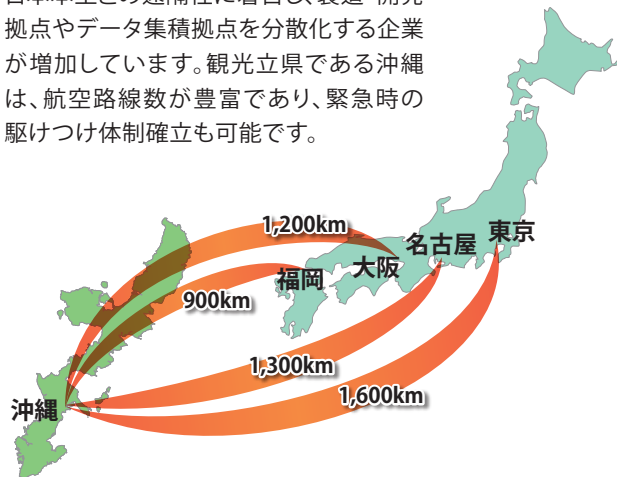 拠点やデータ集積拠点を分散化する企業
が増加しています。観光立県である沖縄
は、航空路線数が豊富であり、緊急時の
駆けつけ体制確立も可能です。
1,200km
名古屋
東京
大阪
福岡
900km
1,300km
1,600km
沖縄